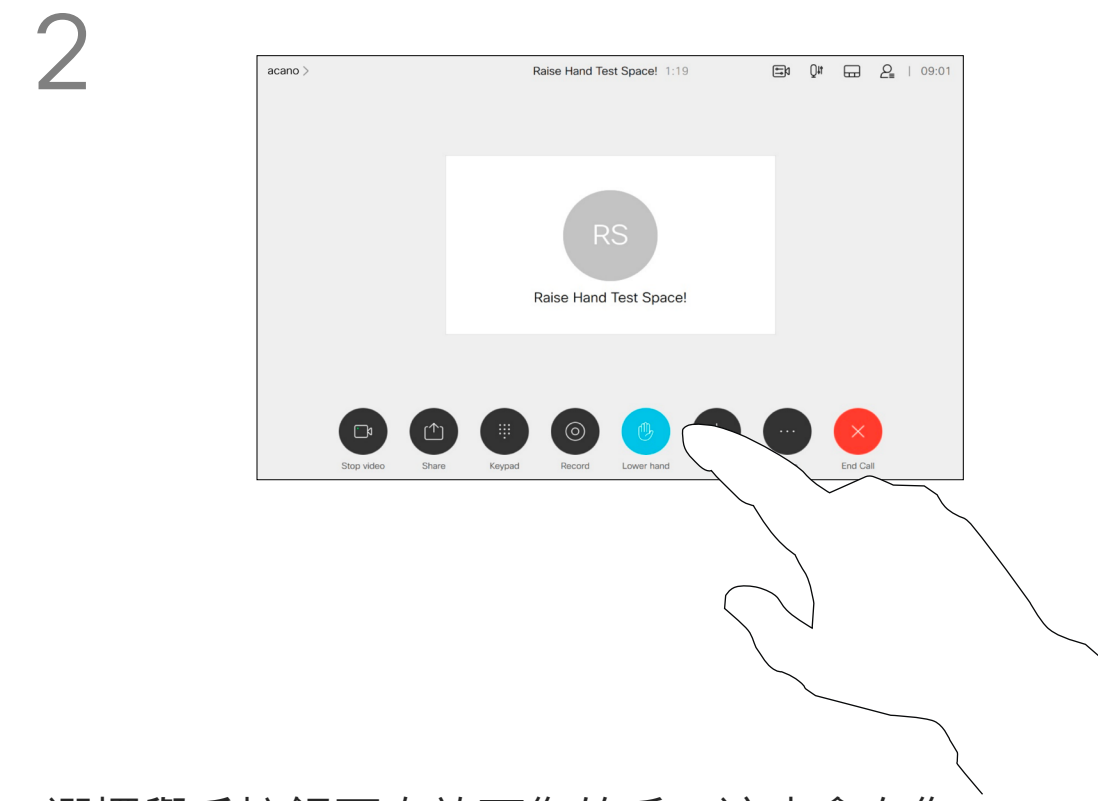 2
acano >
Raise Hand Test Space! 1:19
| 09:01
RS
Raise Hand Test Space!
Stop video Share Keypad Record Lower hand End Call